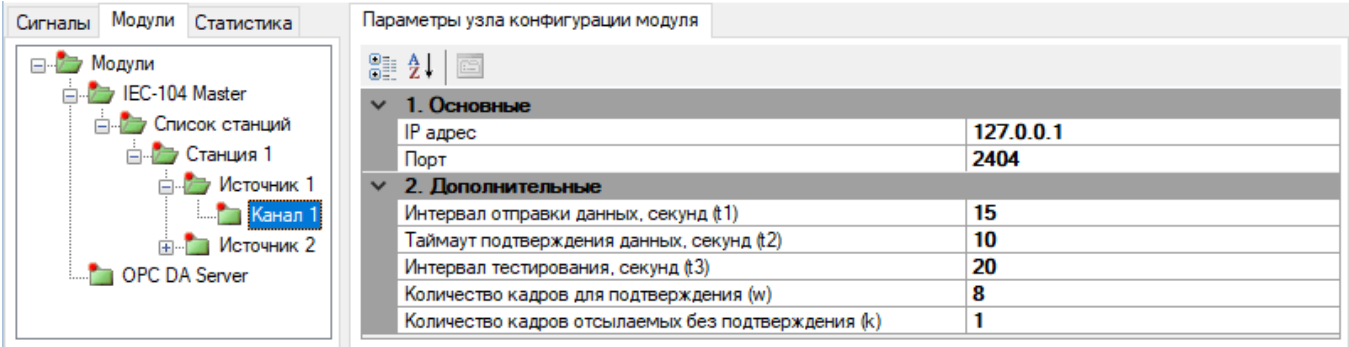 Сигналы Модули Статистика
Модули
IEC-104 Master
Список станций
Станция 1
Источник 1
Канал 1
Источник 2
OPC DA Server
Параметры узла конфигурации модуля
1. Основные
IP адрес 127.0.0.1
Порт 2404
2. Дополнительные
Интервал отправки данных, секунд (t1) 15
Таймаут подтверждения данных, секунд (t2) 10
Интервал тестирования, секунд (t3) 20
Количество кадров для подтверждения (w) 8
Количество кадров отсылаемых без подтверждения (k) 1